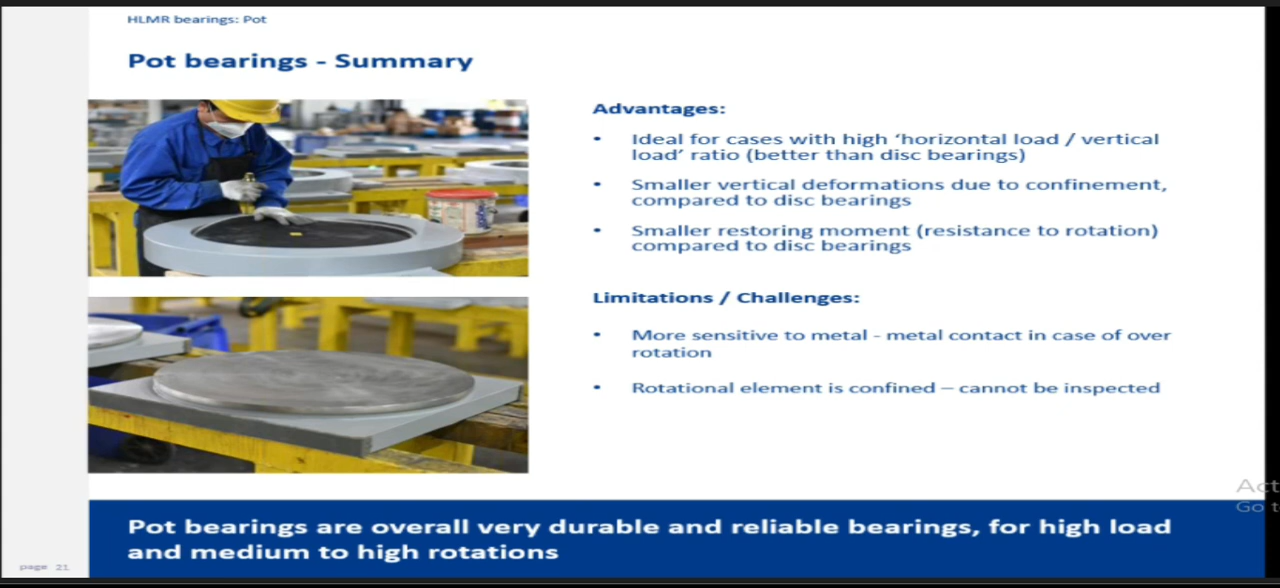 HLMR bearings: Pot
Pot bearings - Summary
Advantages:
• Ideal for cases with high ‘horizontal load / vertical
load’ ratio (better than disc bearings)
• Smaller vertical deformations due to confinement,
compared to disc bearings
• Smaller restoring moment (resistance to rotation)
compared to disc bearings
Limitations / Challenges:
• More sensitive to metal - metal contact in case of over
rotation
• Rotational element is confined – cannot be inspected
Pot bearings are overall very durable and reliable bearings, for high load
and medium to high rotations
page 21
Act
Go t